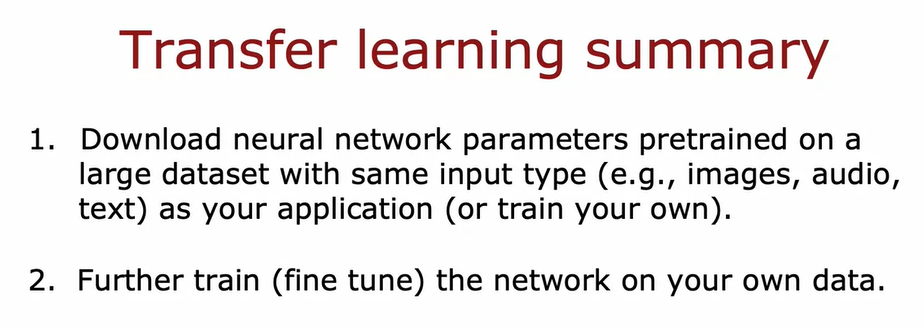 Transfer learning summary
1. Download neural network parameters pretrained on a
large dataset with same input type (e.g., images, audio,
text) as your application (or train your own).
2. Further train (fine tune) the network on your own data.